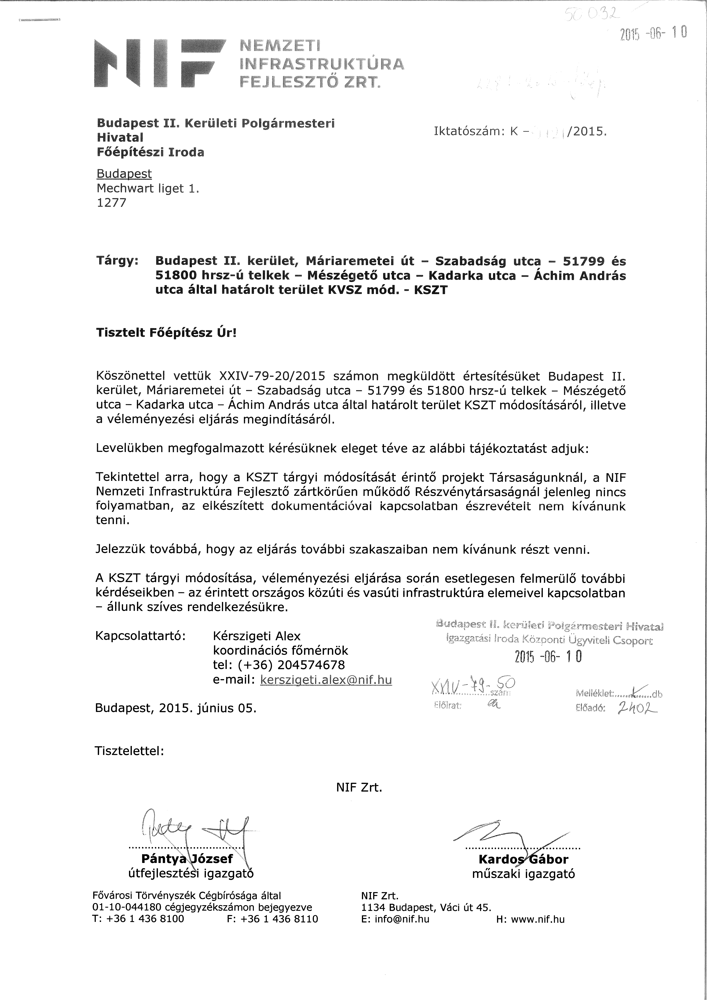 50032
2015 -06- 10
NIF NEMZETI
INFRASTRUKTÚRA
FEJLESZTŐ ZRT.
Budapest II. Kerületi Polgármesteri
Hivatal
Főépítészi Iroda
Iktatószám: K – /2015.
Budapest
Mechwart liget 1.
1277
Tárgy: Budapest II. kerület, Máriaremetei út – Szabadság utca – 51799 és
51800 hrsz-ú telkek – Mészégető utca – Kadarka utca – Áchim András
utca által határolt terület KVSZ mód. - KSZT
Tisztelt Főépítész Úr!
Köszönettel vettük XXIV-79-20/2015 számon megküldött értesítésüket Budapest II.
kerület, Máriaremetei út – Szabadság utca – 51799 és 51800 hrsz-ú telkek – Mészégető
utca – Kadarka utca – Áchim András utca által határolt terület KSZT módosításáról, illetve
a véleményezési eljárás megindításáról.
Levelükben megfogalmazott kérésüknek eleget téve az alábbi tájékoztatást adjuk:
Tekintettel arra, hogy a KSZT tárgyi módosítását érintő projekt Társaságunknál, a NIF
Nemzeti Infrastruktúra Fejlesztő zártkörűen működő Részvénytársaságnál jelenleg nincs
folyamatban, az elkészített dokumentációval kapcsolatban észrevételt nem kívánunk
tenni.
Jelezzük továbbá, hogy az eljárás további szakaszaiban nem kívánunk részt venni.
A KSZT tárgyi módosítása, véleményezési eljárása során esetlegesen felmerülő további
kérdéseikben – az érintett országos közúti és vasúti infrastruktúra elemeivel kapcsolatban
– állunk szíves rendelkezésükre.
Kapcsolattartó: Kérszigeti Alex
koordinációs főmérnök
tel: (+36) 204574678
e-mail: kerszigeti.alex@nif.hu
Budapest II. kerületi Polgármesteri Hivatal
Igazgatási Iroda Központi Ügyviteli Csoport
2015 -06- 10
XXIV-79-50 szám
Melléklet: db
Előirat:
Előadó: 2402
Budapest, 2015. június 05.
Tisztelettel:
NIF Zrt.
Pántya József
útfejlesztési igazgató
Kardos Gábor
műszaki igazgató
Fővárosi Törvényszék Cégbírósága által
01-10-044180 cégjegyzékszámon bejegyezve
T: +36 1 436 8100 F: +36 1 436 8110
NIF Zrt.
1134 Budapest, Váci út 45.
E: info@nif.hu H: www.nif.hu